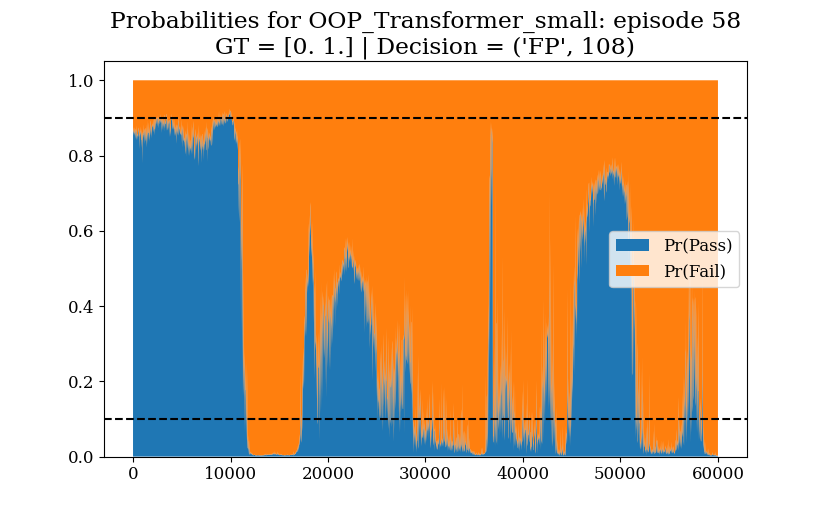 Probabilities for OOP_Transformer_small: episode 58
GT = [0. 1.] | Decision = ('FP', 108)
1.0
0.8
0.6
0.4
0.2
0.0
Pr(Pass)
Pr(Fail)
0 10000 20000 30000 40000 50000 60000